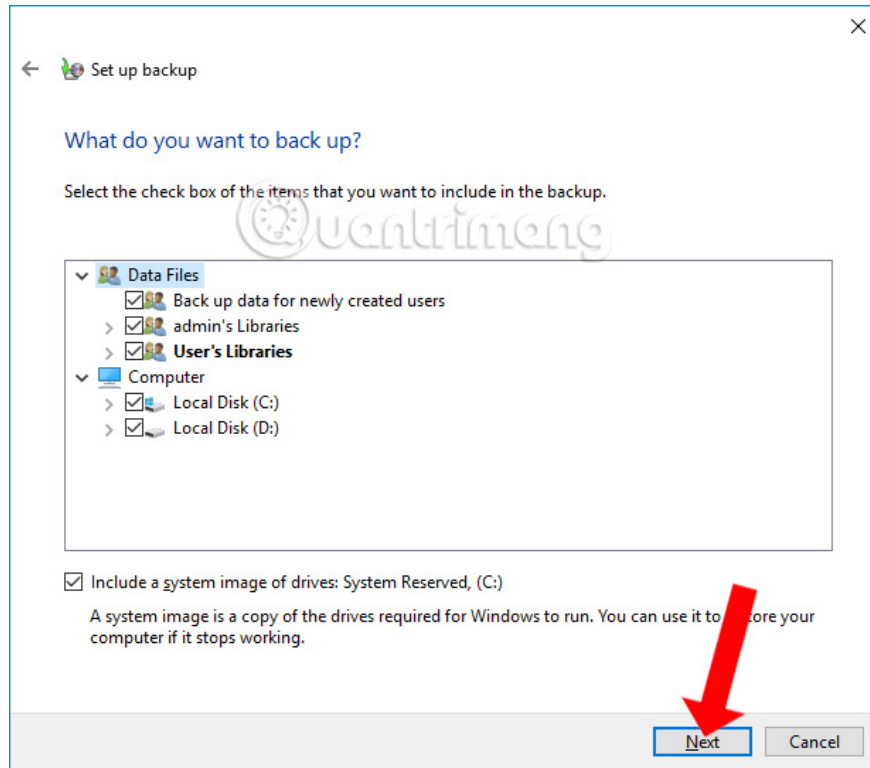 Set up backup
What do you want to back up?
Select the check box of the items that you want to include in the backup.
Quantrimang
Data Files
Back up data for newly created users
admin's Libraries
User's Libraries
Computer
Local Disk (C:)
Local Disk (D:)
Include a system image of drives: System Reserved, (C:)
A system image is a copy of the drives required for Windows to run. You can use it to tore your
computer if it stops working.
Next Cancel